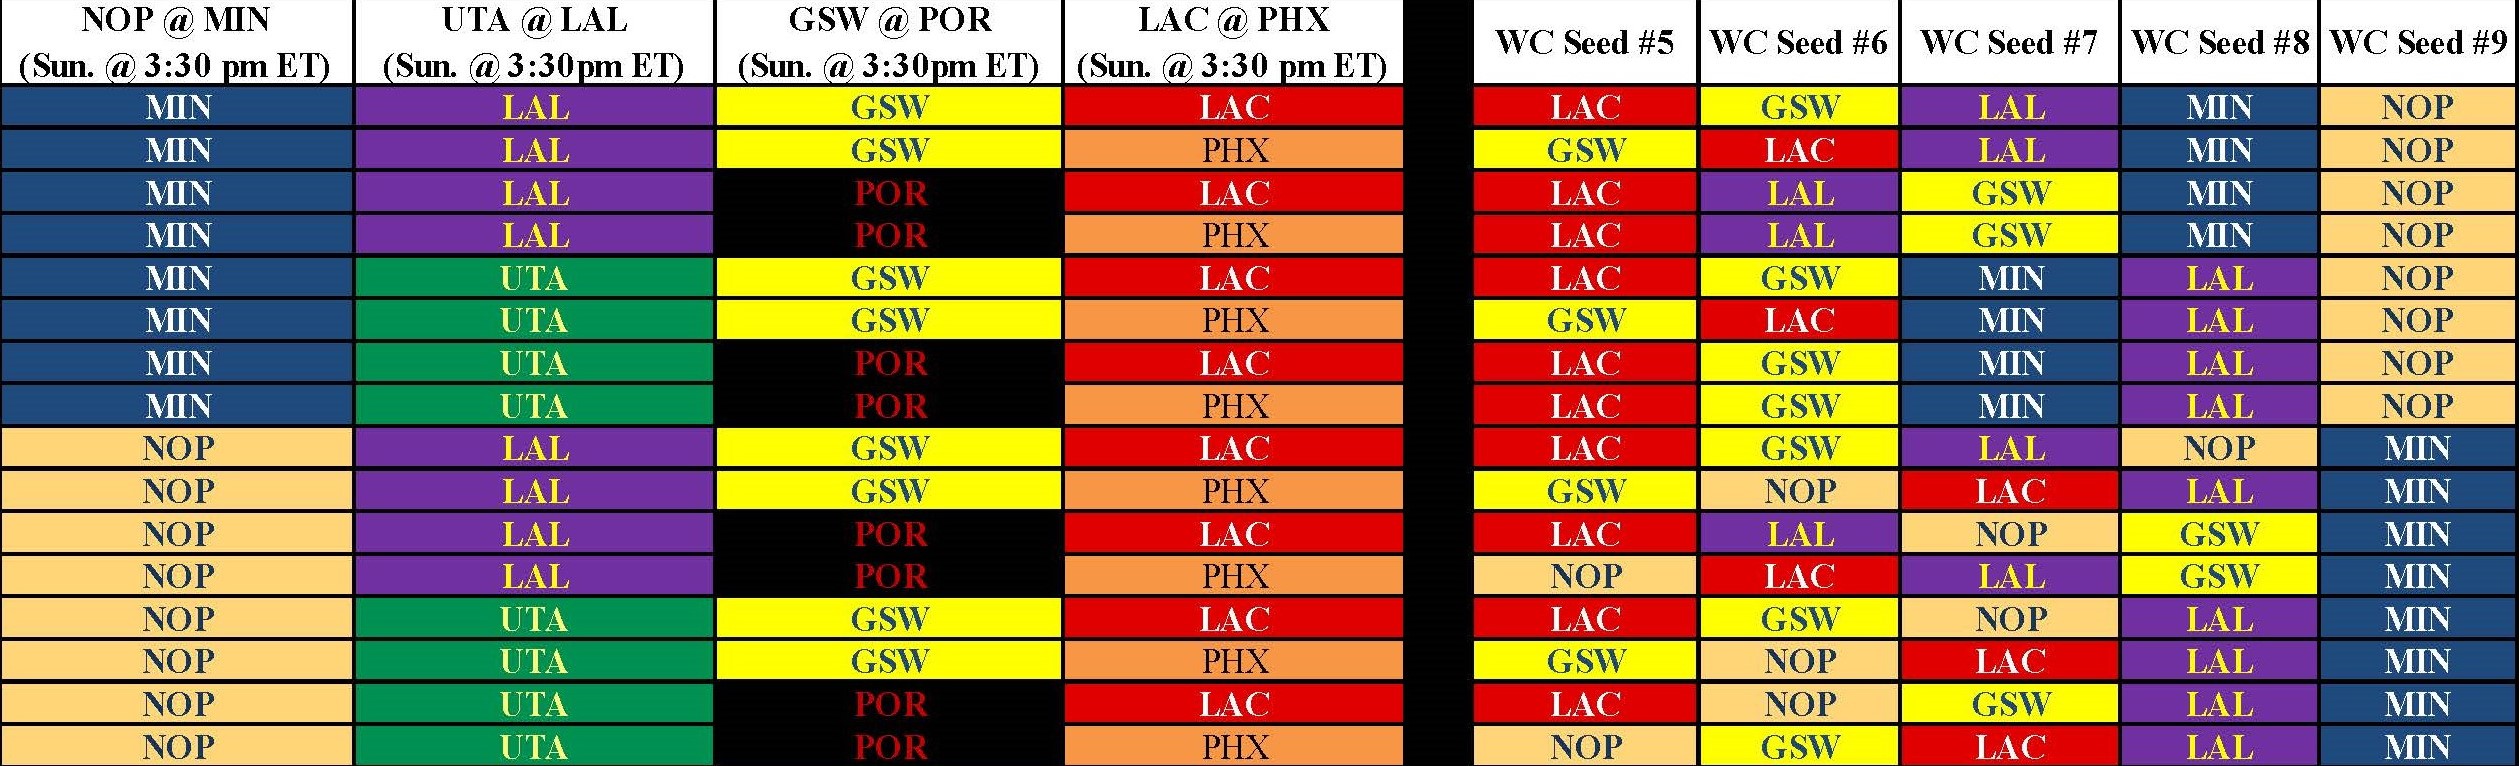 NOP @ MIN UTA @ LAL GSW @ POR LAC @ PHX
(Sun. @ 3:30 pm ET) (Sun. @ 3:30pm ET) (Sun. @ 3:30pm ET) (Sun. @ 3:30 pm ET) WC Seed #5 WC Seed #6 WC Seed #7 WC Seed #8 WC Seed #9
MIN LAL GSW LAC LAC GSW LAL MIN NOP
MIN LAL GSW PHX GSW LAC LAL MIN NOP
MIN LAL POR LAC LAC LAL GSW MIN NOP
MIN LAL POR PHX LAC LAL GSW MIN NOP
MIN UTA GSW LAC LAC GSW MIN LAL NOP
MIN UTA GSW PHX GSW LAC MIN LAL NOP
MIN UTA POR LAC LAC GSW MIN LAL NOP
MIN UTA POR PHX LAC GSW MIN LAL NOP
NOP LAL GSW LAC LAC GSW LAL NOP MIN
NOP LAL GSW PHX GSW NOP LAC LAL MIN
NOP LAL POR LAC LAC LAL NOP GSW MIN
NOP LAL POR PHX NOP LAC LAL GSW MIN
NOP UTA GSW LAC LAC GSW NOP LAL MIN
NOP UTA GSW PHX GSW NOP LAC LAL MIN
NOP UTA POR LAC LAC NOP GSW LAL MIN
NOP UTA POR PHX NOP GSW LAC LAL MIN